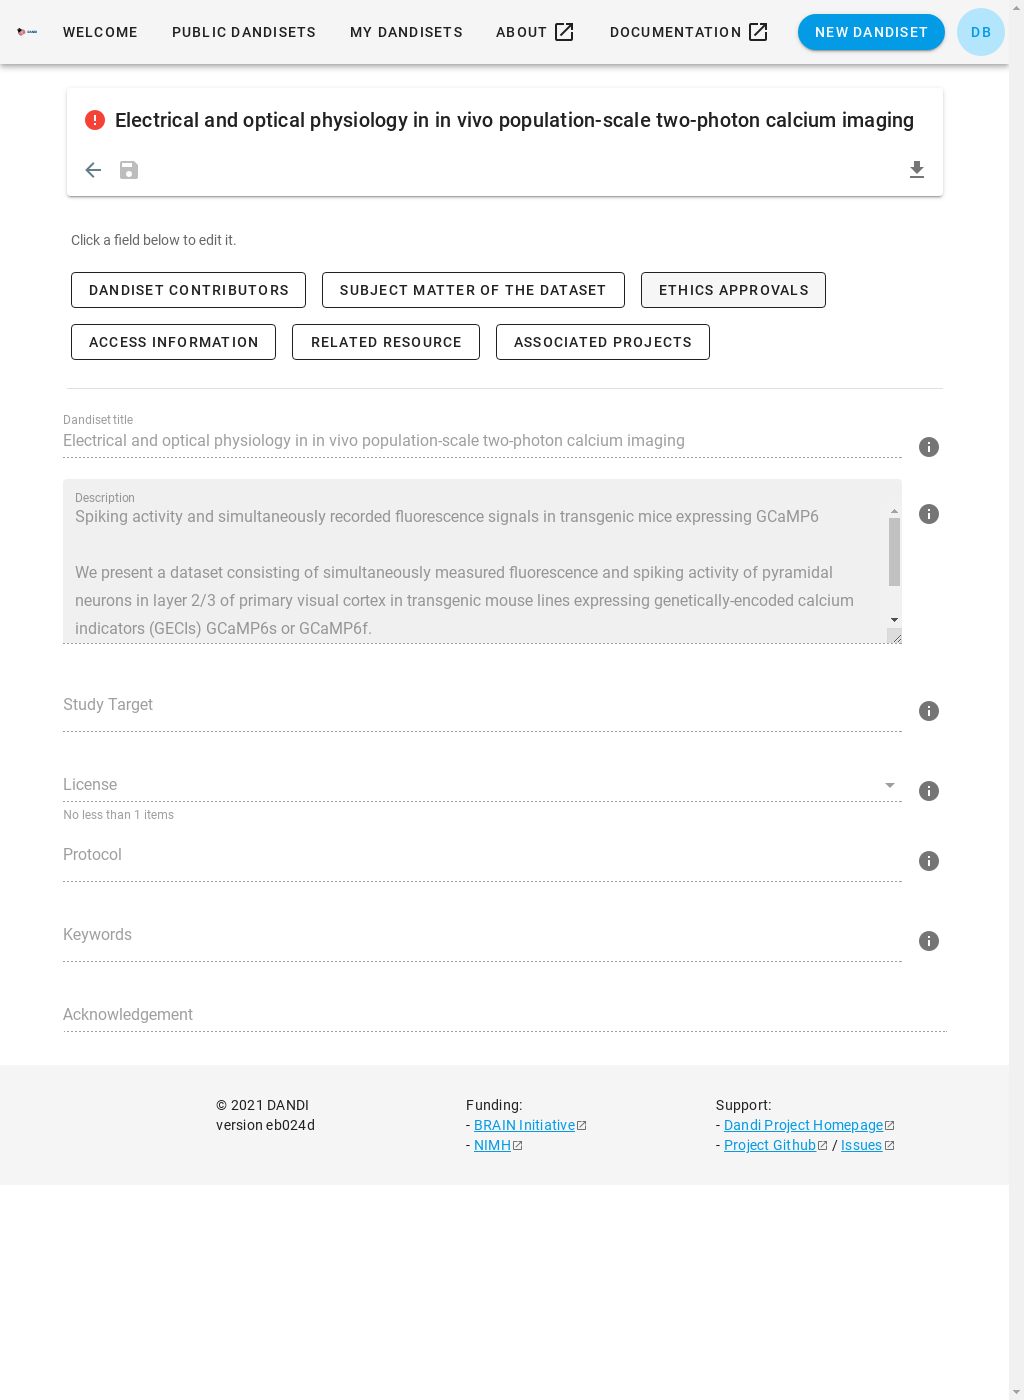 DANDI
WELCOME
PUBLIC DANDISETS
MY DANDISETS
ABOUT
DOCUMENTATION
NEW DANDISET
DB
Electrical and optical physiology in in vivo population-scale two-photon calcium imaging
Click a field below to edit it.
DANDISET CONTRIBUTORS
SUBJECT MATTER OF THE DATASET
ETHICS APPROVALS
ACCESS INFORMATION
RELATED RESOURCE
ASSOCIATED PROJECTS
Dandiset title
Electrical and optical physiology in in vivo population-scale two-photon calcium imaging
Description
Spiking activity and simultaneously recorded fluorescence signals in transgenic mice expressing GCaMP6
We present a dataset consisting of simultaneously measured fluorescence and spiking activity of pyramidal
neurons in layer 2/3 of primary visual cortex in transgenic mouse lines expressing genetically-encoded calcium
indicators (GECIs) GCaMP6s or GCaMP6f.
Study Target
License
No less than 1 items
Protocol
Keywords
Acknowledgement
© 2021 DANDI
version eb024d
Funding:
- BRAIN Initiative
- NIMH
Support:
- Dandi Project Homepage
- Project Github / Issues